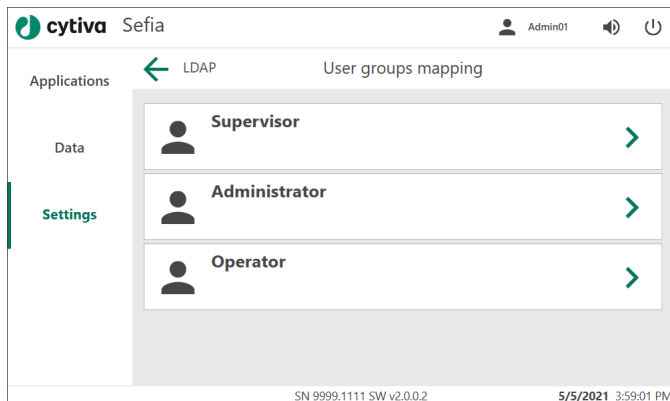 cytiva Sefia Admin01
Applications
LDAP User groups mapping
Supervisor
Data
Administrator
Settings
Operator
SN 9999.1111 SW v2.0.0.2 5/5/2021 3:59:01 PM